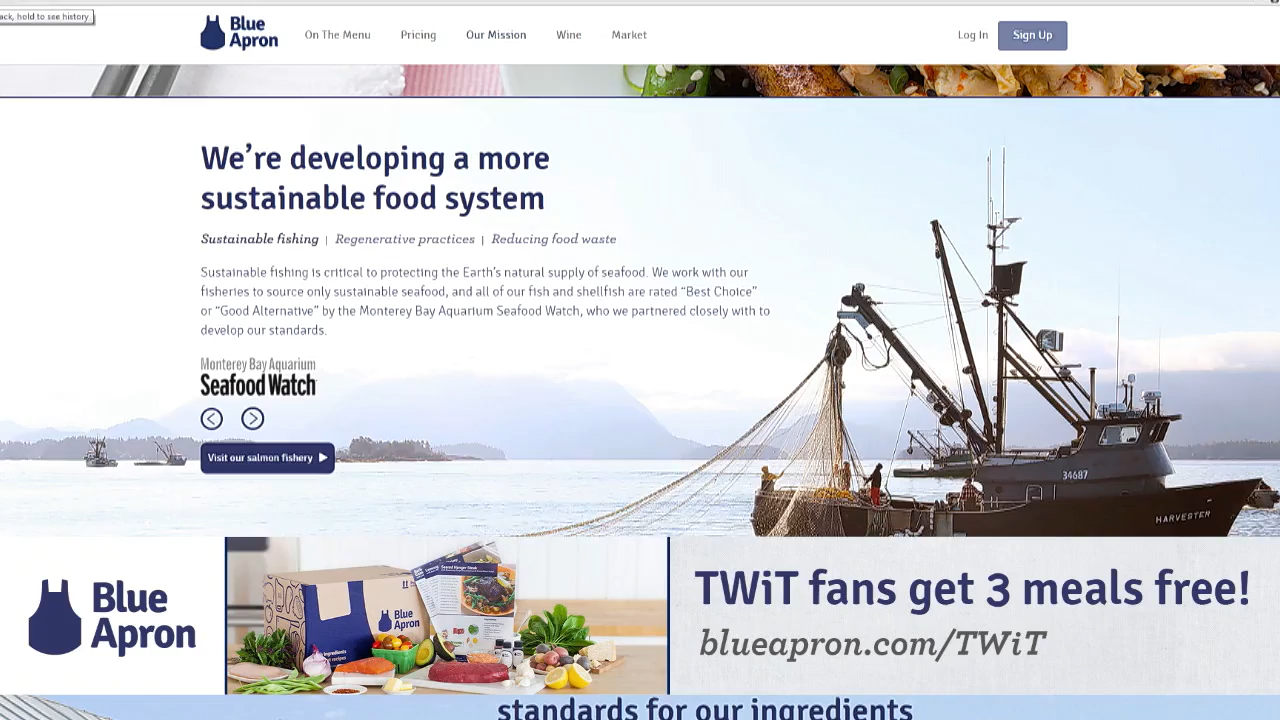 ack, hold to see history
Blue
Apron
On The Menu
Pricing
Our Mission
Wine
Market
Log In
Sign Up
We're developing a more
sustainable food system
Sustainable fishing | Regenerative practices | Reducing food waste
Sustainable fishing is critical to protecting the Earth's natural supply of seafood. We work with our
fisheries to source only sustainable seafood, and all of our fish and shellfish are rated “Best Choice”
or “Good Alternative” by the Monterey Bay Aquarium Seafood Watch, who we partnered closely with to
develop our standards.
Monterey Bay Aquarium
Seafood Watch
Visit our salmon fishery
34687
HARVESTER
Blue
Apron
Blue
Apron
TWiT fans get 3 meals free!
blueapron.com/TWiT
standards for our ingredients